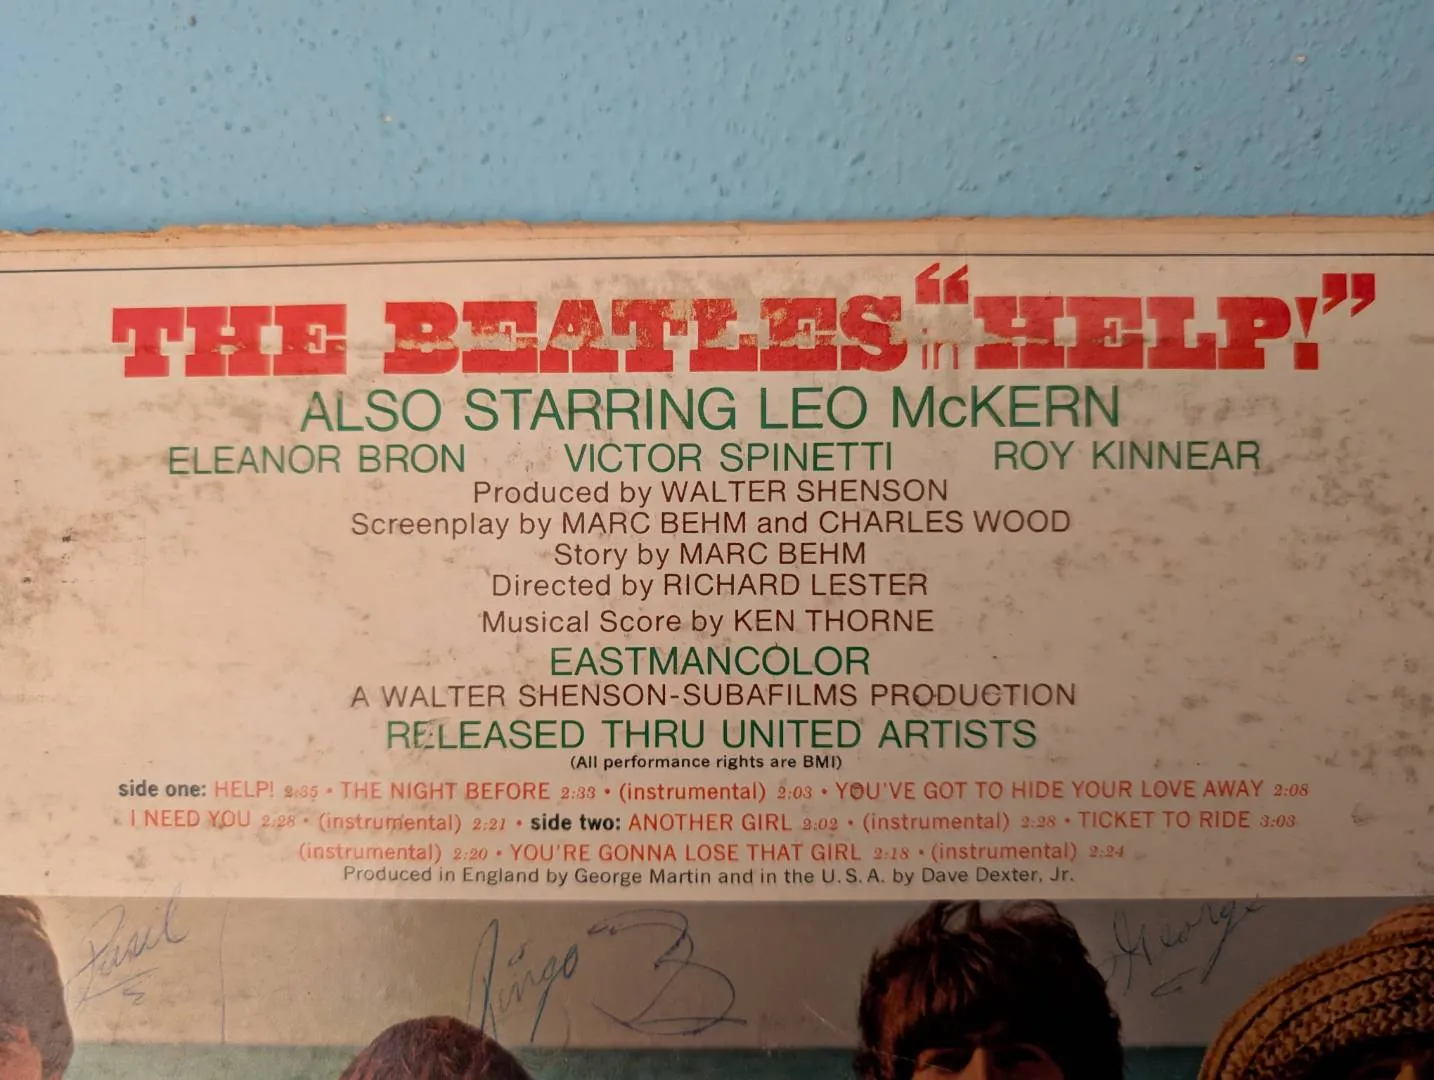 THE BEATLES in “HELP!”
ALSO STARRING LEO McKERN
ELEANOR BRON VICTOR SPINETTI ROY KINNEAR
Produced by WALTER SHENSON
Screenplay by MARC BEHM and CHARLES WOOD
Story by MARC BEHM
Directed by RICHARD LESTER
Musical Score by KEN THORNE
EASTMANCOLOR
A WALTER SHENSON-SUBAFILMS PRODUCTION
RELEASED THRU UNITED ARTISTS
(All performance rights are BMI)
side one: HELP! 2:35 • THE NIGHT BEFORE 2:33 • (instrumental) 2:03 • YOU'VE GOT TO HIDE YOUR LOVE AWAY 2:08
• I NEED YOU 2:28 • (instrumental) 2:21 • side two: ANOTHER GIRL 2:02 • (instrumental) 2:28 • TICKET TO RIDE 3:03
(instrumental) 2:20 • YOU'RE GONNA LOSE THAT GIRL 2:18 • (instrumental) 2:24
Produced in England by George Martin and in the U.S.A. by Dave Dexter, Jr.
Ringo George